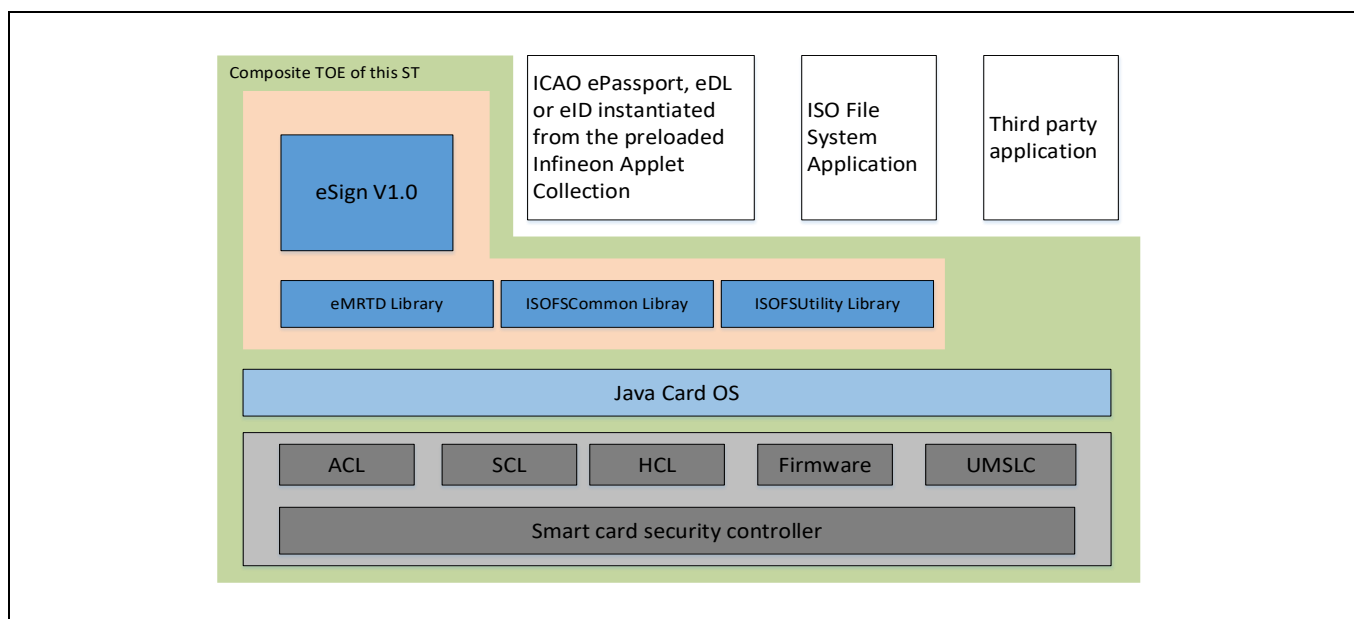 Composite TOE of this ST
ICAO ePassport, eDL
or eID instantiated
from the preloaded
Infineon Applet
Collection
ISO File
System
Application
Third party
application
eSign V1.0
eMRTD Library
ISOFSCommon Libray
ISOFSUtility Library
Java Card OS
ACL
SCL
HCL
Firmware
UMSLC
Smart card security controller